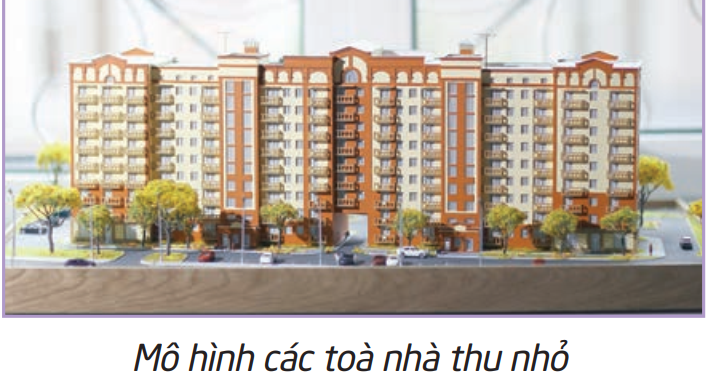 Mô hình các toà nhà thu nhỏ